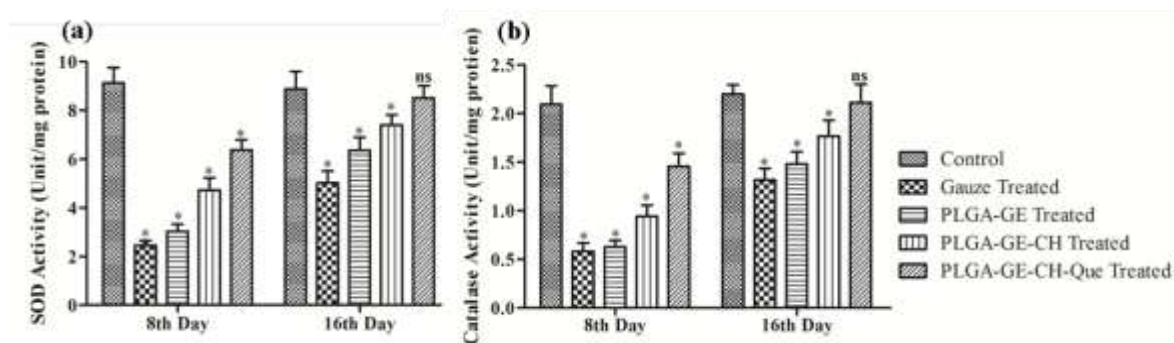 (a)
SOD Activity (Unit/mg protein)
10
8
6
4
2
0
*
*
*
*
*
*
*
ns
8th Day
16th Day
(b)
Catalase Activity (Unit/mg protien)
2.5
2.0
1.5
1.0
0.5
0.0
*
*
*
*
*
*
*
ns
8th Day
16th Day
Control
Gauze Treated
PLGA-GE Treated
PLGA-GE-CH Treated
PLGA-GE-CH-Que Treated